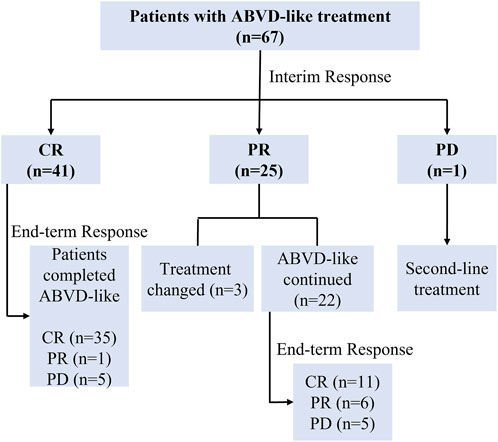 Patients with ABVD-like treatment
(n=67)
Interim Response
CR
(n=41)
PR
(n=25)
PD
(n=1)
End-term Response
Patients
completed
ABVD-like
CR (n=35)
PR (n=1)
PD (n=5)
Treatment
changed (n=3)
ABVD-like
continued
(n=22)
Second-line
treatment
End-term Response
CR (n=11)
PR (n=6)
PD (n=5)